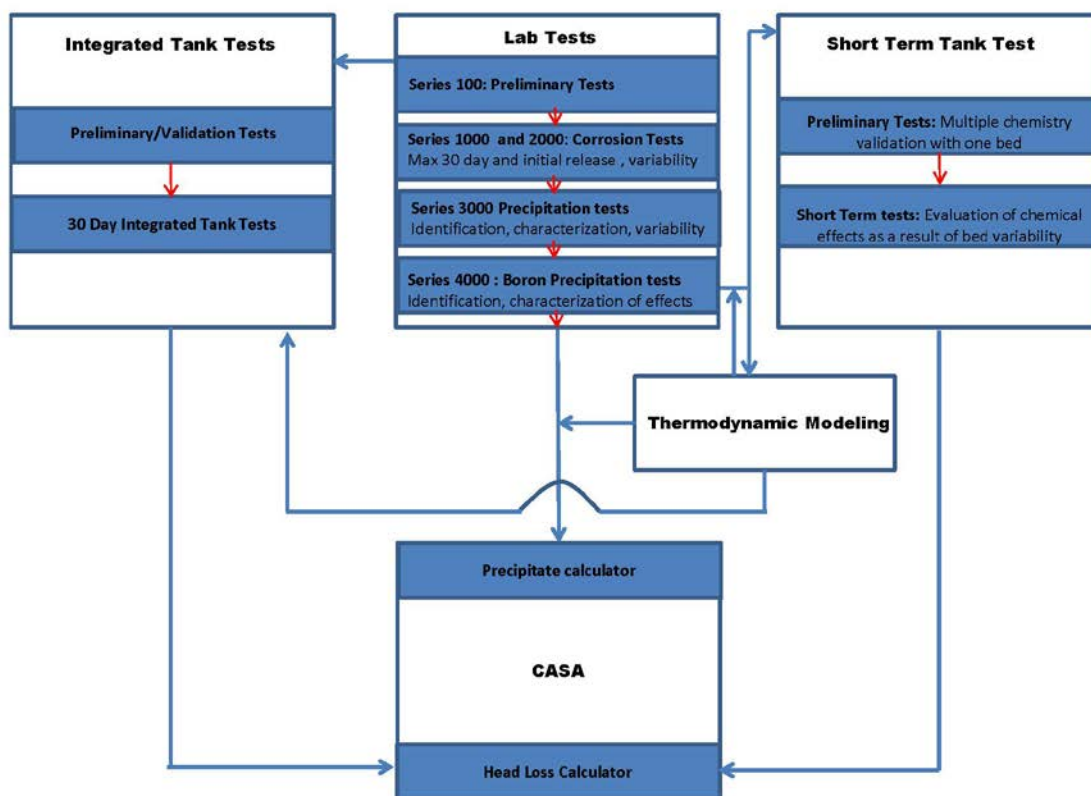 Integrated Tank Tests
Preliminary/Validation Tests
30 Day Integrated Tank Tests
Lab Tests
Series 100: Preliminary Tests
Series 1000 and 2000: Corrosion Tests
Max 30 day and initial release , variability
Series 3000 Precipitation tests
Identification, characterization, variability
Series 4000 : Boron Precipitation tests
Identification, characterization of effects
Short Term Tank Test
Preliminary Tests: Multiple chemistry
validation with one bed
Short Term tests: Evaluation of chemical
effects as a result of bed variability
Thermodynamic Modeling
Precipitate calculator
CASA
Head Loss Calculator